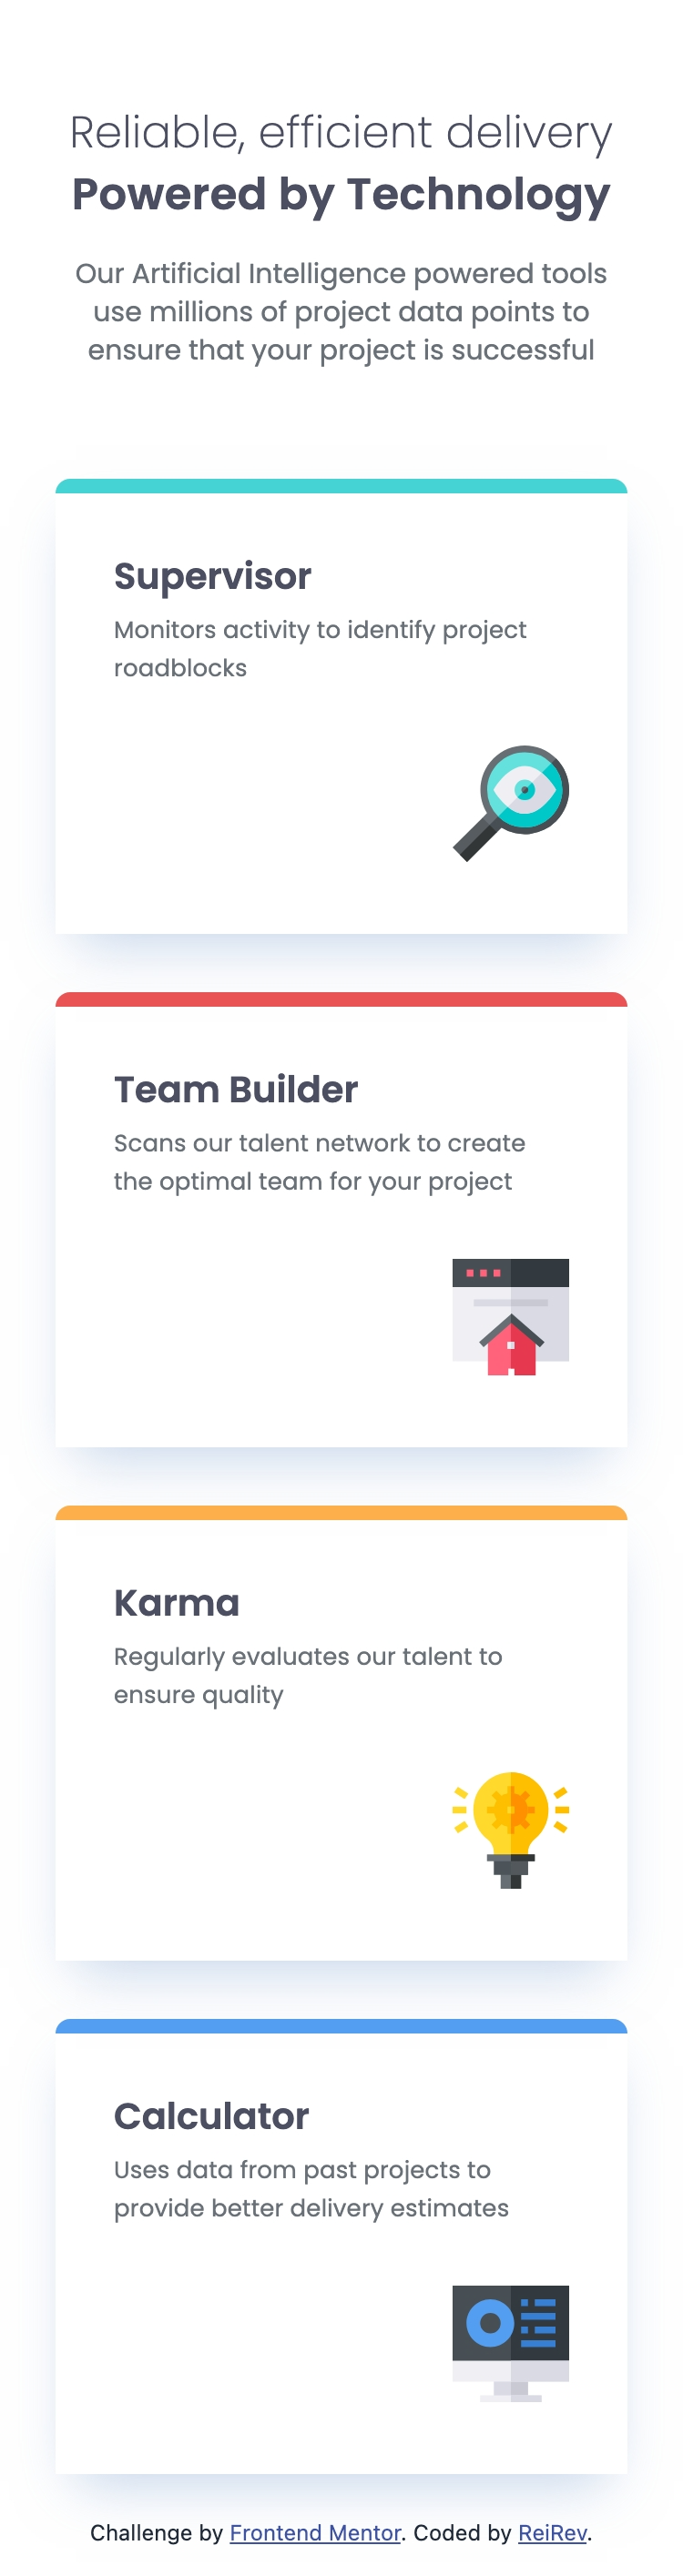 Reliable, efficient delivery
Powered by Technology
Our Artificial Intelligence powered tools
use millions of project data points to
ensure that your project is successful
Supervisor
Monitors activity to identify project
roadblocks
Team Builder
Scans our talent network to create
the optimal team for your project
Karma
Regularly evaluates our talent to
ensure quality
Calculator
Uses data from past projects to
provide better delivery estimates
Challenge by Frontend Mentor. Coded by ReiRev.